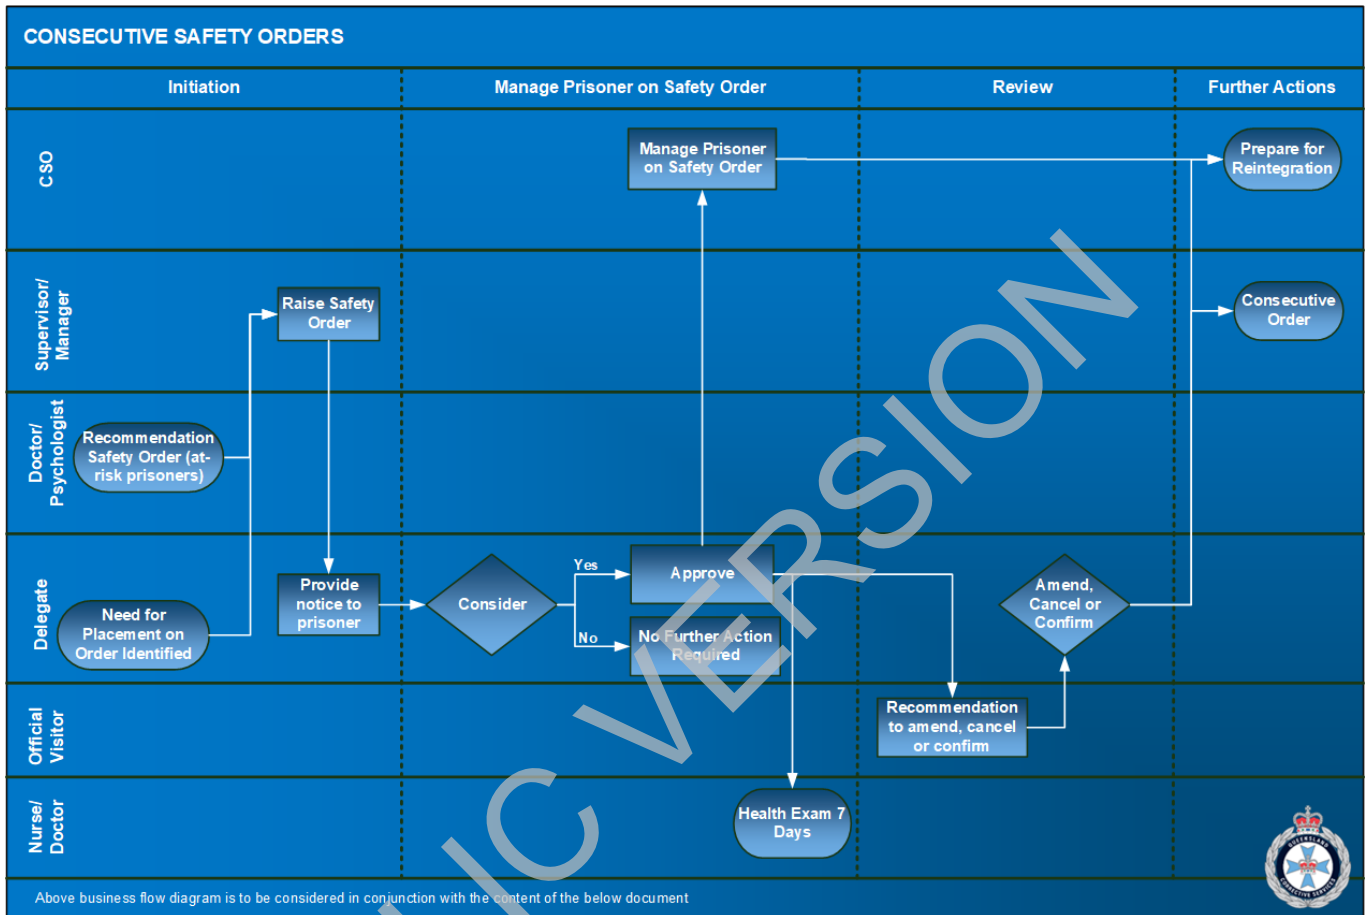 CONSECUTIVE SAFETY ORDERS
Initiation
Manage Prisoner on Safety Order
Review
Further Actions
CSO
Manage Prisoner
on Safety Order
Prepare for
Reintegration
Supervisor/
Manager
Raise Safety
Order
Consecutive
Order
Doctor/
Psychologist
Recommendation
Safety Order (at-
risk prisoners)
Delegate
Need for
Placement on
Order Identified
Provide
notice to
prisoner
Consider
Yes
No
Approve
No Further Action
Required
Amend,
Cancel or
Confirm
Official
Visitor
Recommendation
to amend, cancel
or confirm
Nurse/
Doctor
Health Exam 7
Days
Above business flow diagram is to be considered in conjunction with the content of the below document
IC VERSION
QUEENSLAND
CORRECTIVE SERVICES